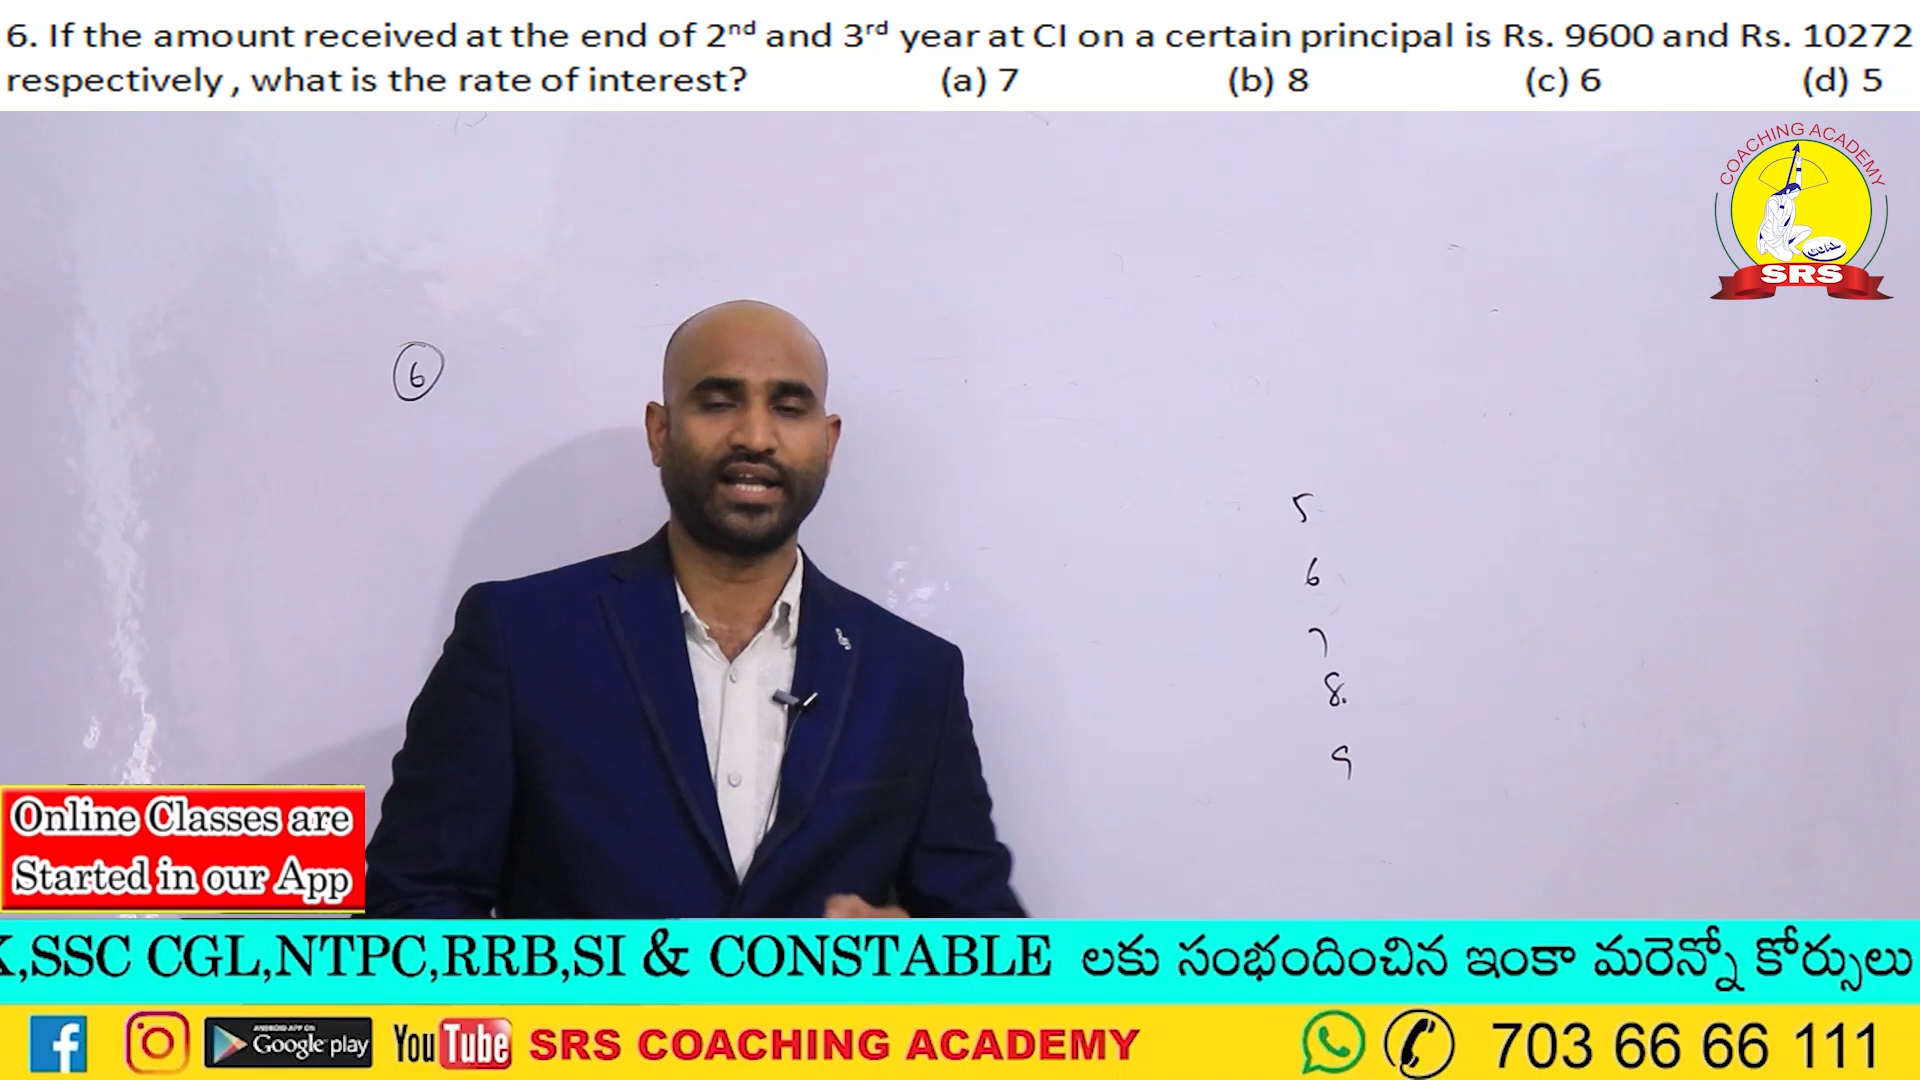 6. If the amount received at the end of 2nd and 3rd year at CI on a certain principal is Rs. 9600 and Rs. 10272
respectively , what is the rate of interest? (a) 7 (b) 8 (c) 6 (d) 5
COACHING ACADEMY
SRS
6
5
6
7
8.
9
Online Classes are
Started in our App
,SSC CGL,NTPC,RRB,SI & CONSTABLE లకు సంభందించిన ఇంకా మరెన్నో కోర్సులు
ANDROID APP ON
Google play
YouTube
SRS COACHING ACADEMY
703 66 66 111